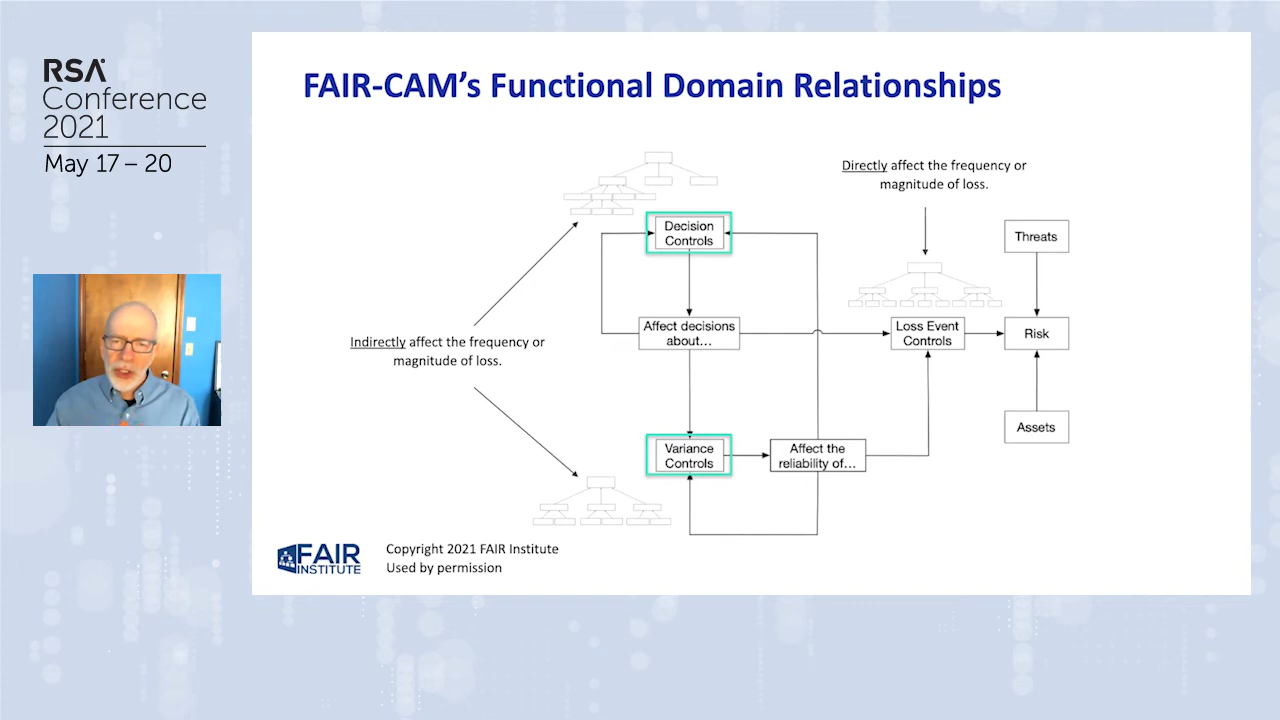 RSA
Conference
2021
May 17 – 20
FAIR-CAM’s Functional Domain Relationships
Directly affect the frequency or
magnitude of loss.
Decision
Controls
Threats
Affect decisions
about...
Loss Event
Controls
Risk
Indirectly affect the frequency or
magnitude of loss.
Assets
Variance
Controls
Affect the
reliability of...
FAIR
INSTITUTE
Copyright 2021 FAIR Institute
Used by permission